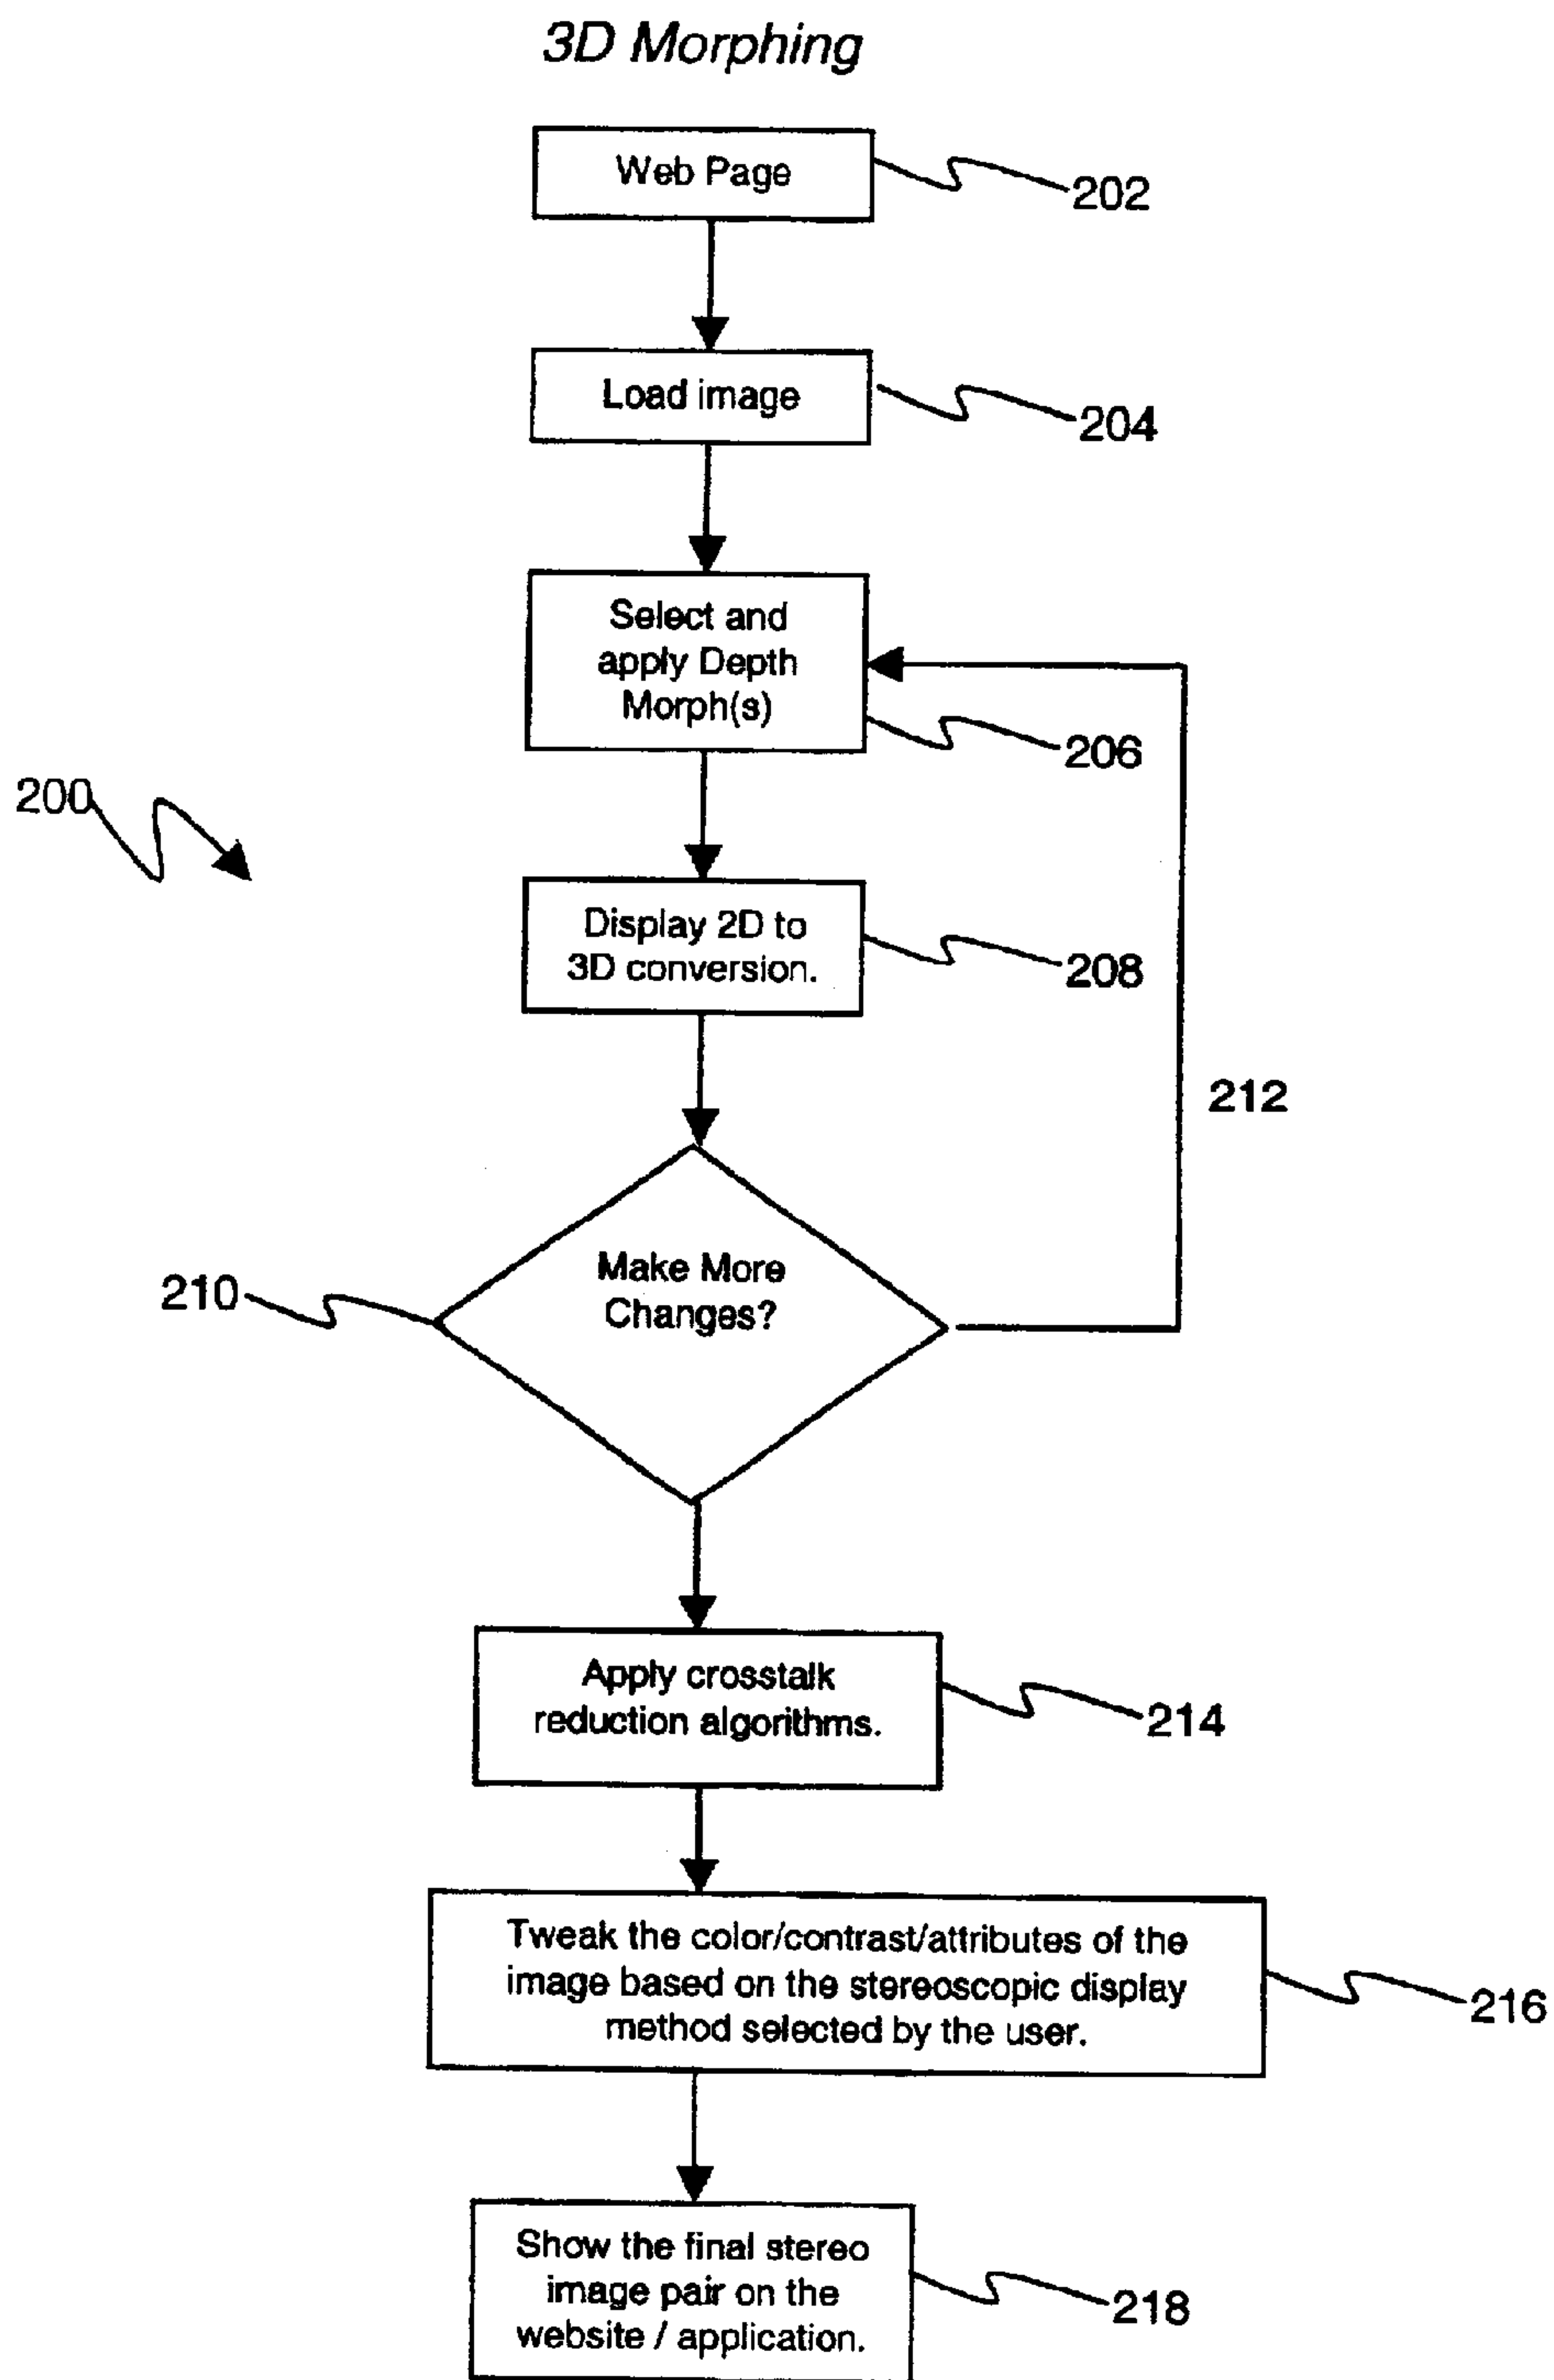 3D Morphing
Web Page
202
Load image
204
Select and
apply Depth
Morph(s)
206
200
Display 2D to
3D conversion.
208
212
Make More
Changes?
210
Apply crosstalk
reduction algorithms.
214
Tweak the color/contrast/attributes of the
image based on the stereoscopic display
method selected by the user.
216
Show the final stereo
image pair on the
website / application.
218